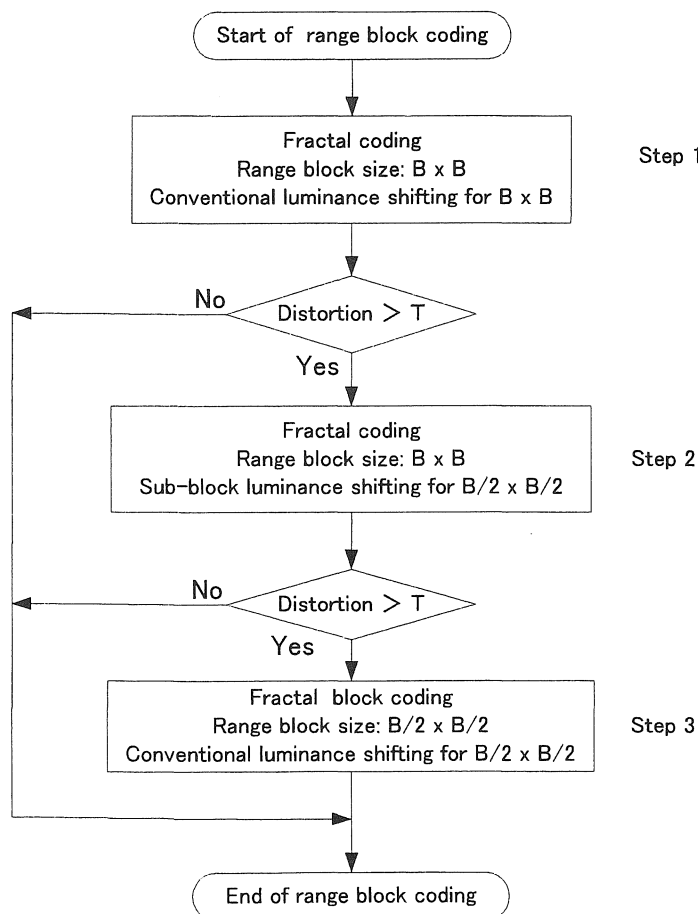 Start of range block coding
Fractal coding
Range block size: B x B
Conventional luminance shifting for B x B
Step 1
Distortion > T
No
Yes
Fractal coding
Range block size: B x B
Sub-block luminance shifting for B/2 x B/2
Step 2
Distortion > T
No
Yes
Fractal block coding
Range block size: B/2 x B/2
Conventional luminance shifting for B/2 x B/2
Step 3
End of range block coding